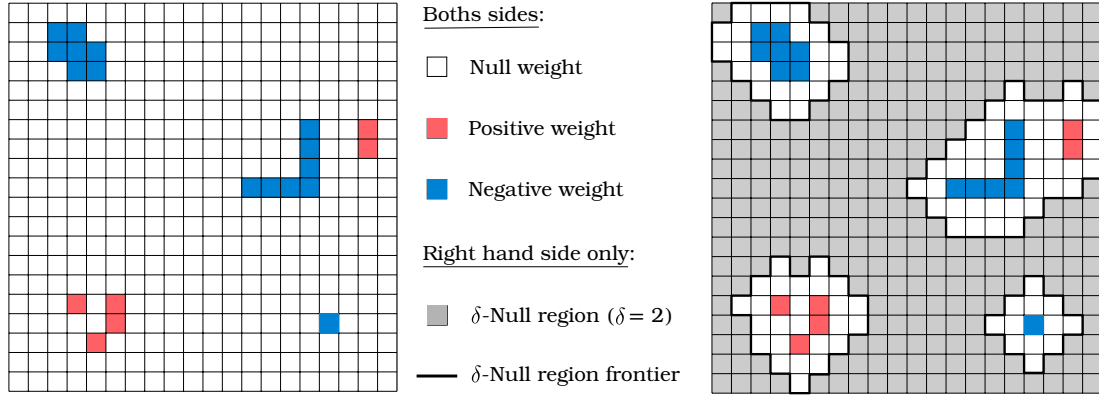 Boths sides:
Null weight
Positive weight
Negative weight
Right hand side only:
δ-Null region (δ = 2)
δ-Null region frontier